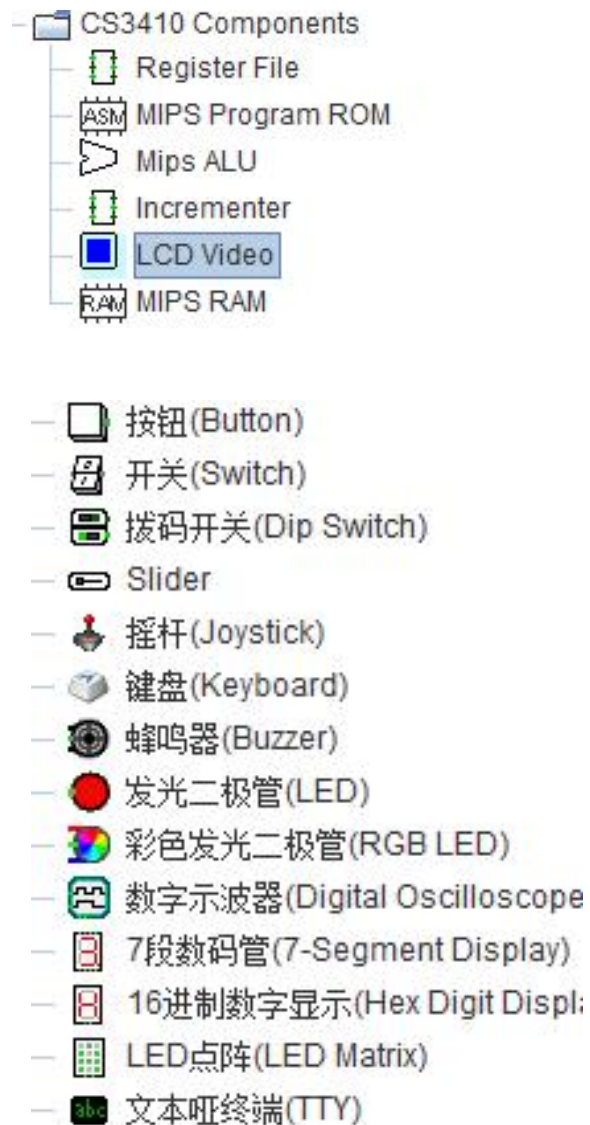 CS3410 Components
Register File
ASM MIPS Program ROM
Mips ALU
Incrementer
LCD Video
RAM MIPS RAM
按钮(Button)
开关(Switch)
拨码开关(Dip Switch)
Slider
摇杆(Joystick)
键盘(Keyboard)
蜂鸣器(Buzzer)
发光二极管(LED)
彩色发光二极管(RGB LED)
数字示波器(Digital Oscilloscope
7段数码管(7-Segment Display)
16进制数字显示(Hex Digit Displ
LED点阵(LED Matrix)
abc 文本哑终端(TTY)